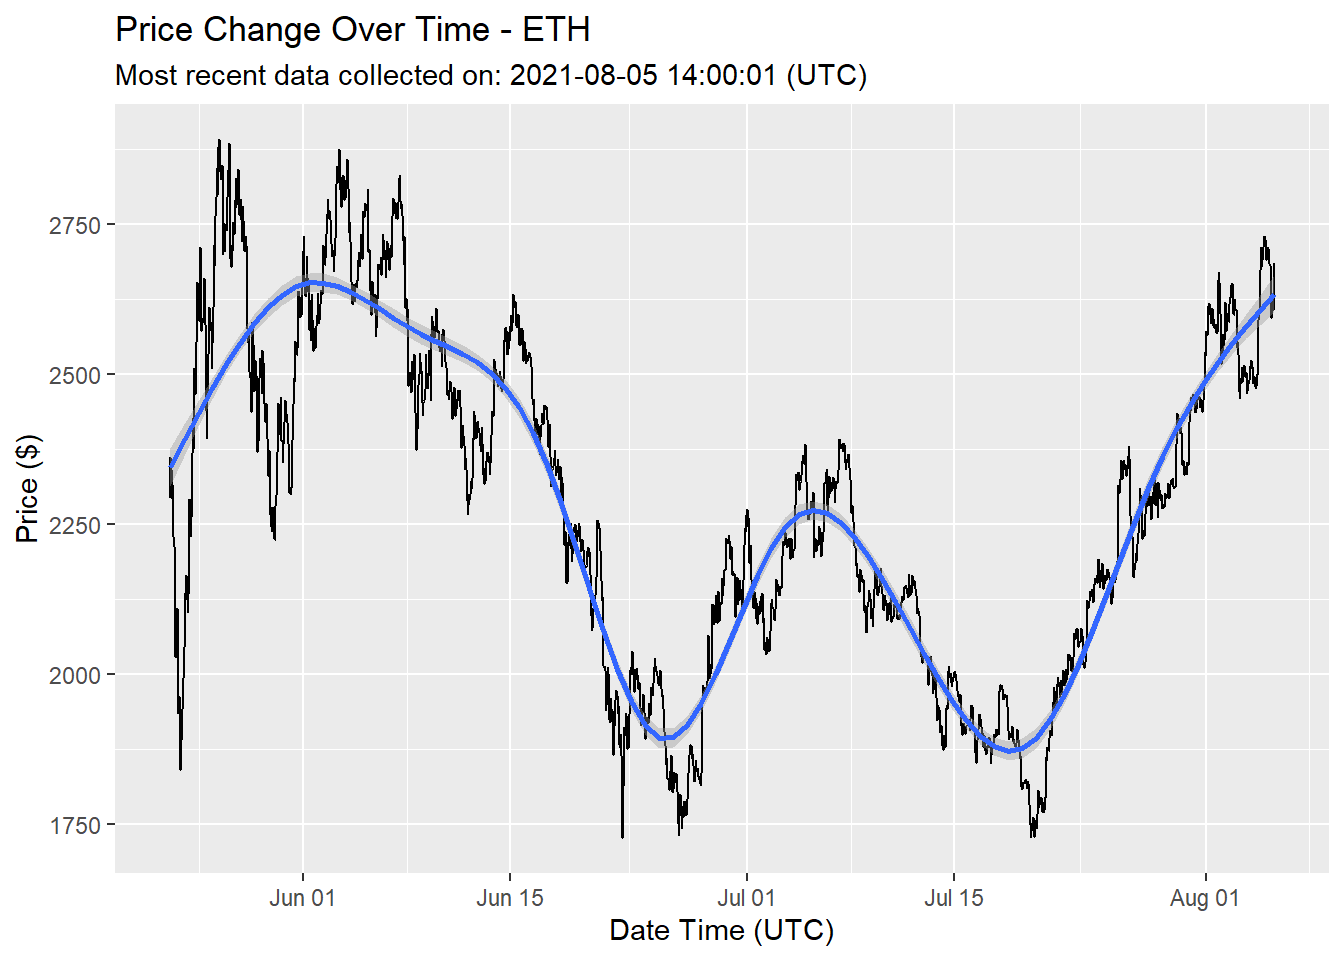 Price Change Over Time - ETH
Most recent data collected on: 2021-08-05 14:00:01 (UTC)
Price ($)
2750
2500
2250
2000
1750
Jun 01
Jun 15
Jul 01
Jul 15
Aug 01
Date Time (UTC)